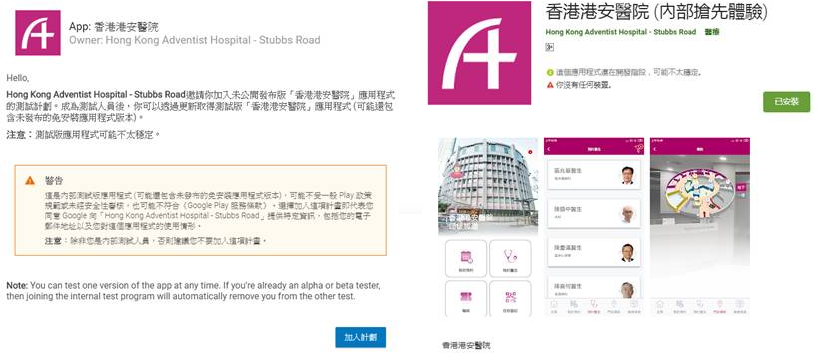 App: 香港港安醫院
Owner: Hong Kong Adventist Hospital - Stubbs Road
Hello,
Hong Kong Adventist Hospital - Stubbs Road邀請你加入未公開發布版「香港港安醫院」應用程式
的測試計劃。成為測試人員後，你可以透過更新取得測試版「香港港安醫院」應用程式 (可能還包
含未發布的免安裝應用程式版本)。
注意：測試版應用程式可能不太穩定。
警告
這是內部測試版應用程式 (可能還包含未發布的免安裝應用程式版本)，可能不受一般 Play 政策
規範或未經安全性審核，也可能不符合《Google Play 服務條款》。選擇加入這項計劃即代表您
同意 Google 向「Hong Kong Adventist Hospital - Stubbs Road」提供特定資訊，包括您的電子
郵件地址以及您對這個應用程式的使用情形。
注意：除非您是內部測試人員，否則建議您不要加入這項計畫。
Note: You can test one version of the app at any time. If you're already an alpha or beta tester,
then joining the internal test program will automatically remove you from the other test.
加入計劃
香港港安醫院 (內部搶先體驗)
Hong Kong Adventist Hospital - Stubbs Road 醫療
3+
這個應用程式還在開發階段，可能不太穩定。
你沒有任何裝置。
已安裝
香港港安醫院
香港港安醫院